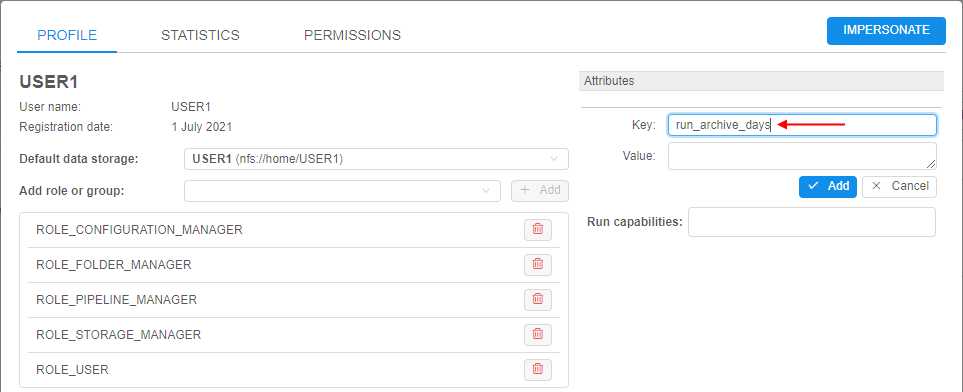 PROFILE STATISTICS PERMISSIONS IMPERSONATE
USER1
User name: USER1
Registration date: 1 July 2021
Default data storage: USER1 (nfs://home/USER1)
Add role or group: + Add
ROLE_CONFIGURATION_MANAGER
ROLE_FOLDER_MANAGER
ROLE_PIPELINE_MANAGER
ROLE_STORAGE_MANAGER
ROLE_USER
Attributes
Key: run_archive_days
Value:
Add Cancel
Run capabilities: